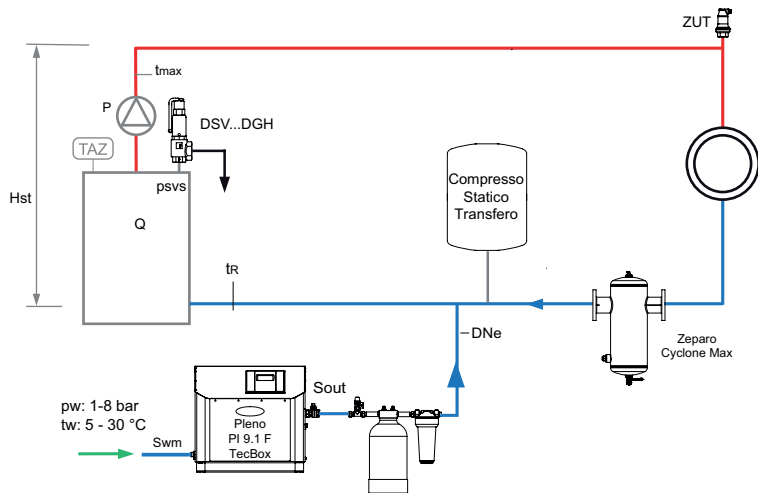 ZUT
tmax
P
DSV...DGH
TAZ
psvs
Compresso
Statico
Transfero
Hst
Q
tR
DNe
Zeparo
Cyclone Max
Sout
pw: 1-8 bar
tw: 5 - 30 °C
Pleno
PI 9.1 F
TecBox
Swm